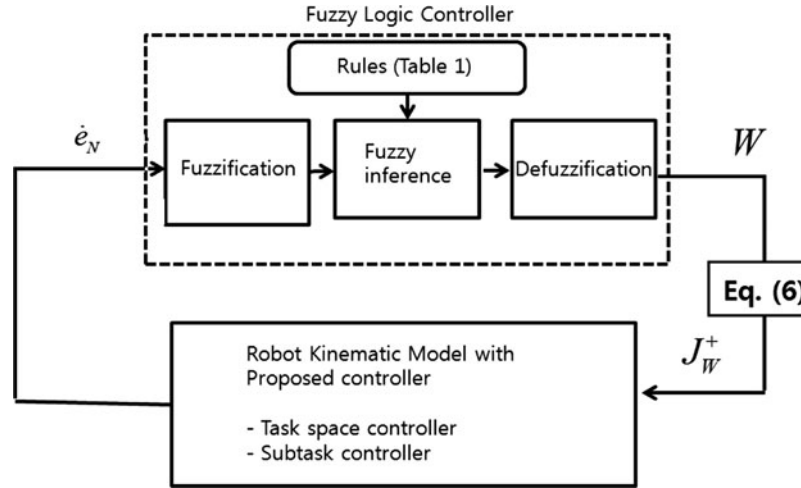 Fuzzy Logic Controller
Rules (Table 1)
ė_N
Fuzzification
Fuzzy
inference
Defuzzification
W
Eq. (6)
J_W^+
Robot Kinematic Model with
Proposed controller
- Task space controller
- Subtask controller